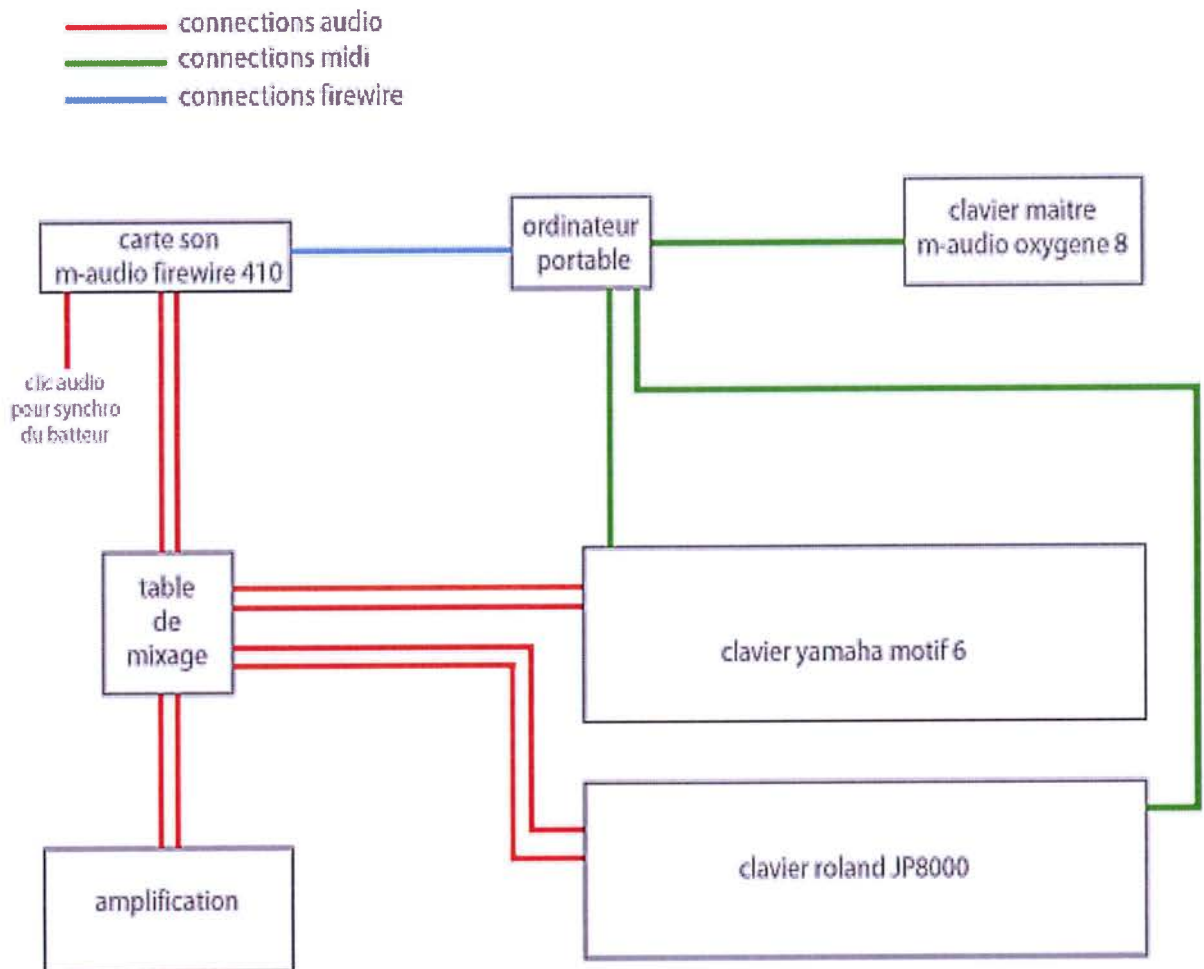 connections audio
connections midi
connections firewire
carte son
m-audio firewire 410
ordinateur
portable
clavier maitre
m-audio oxygene 8
clic audio
pour synchro
du batteur
table
de
mixage
clavier yamaha motif 6
clavier roland JP8000
amplification